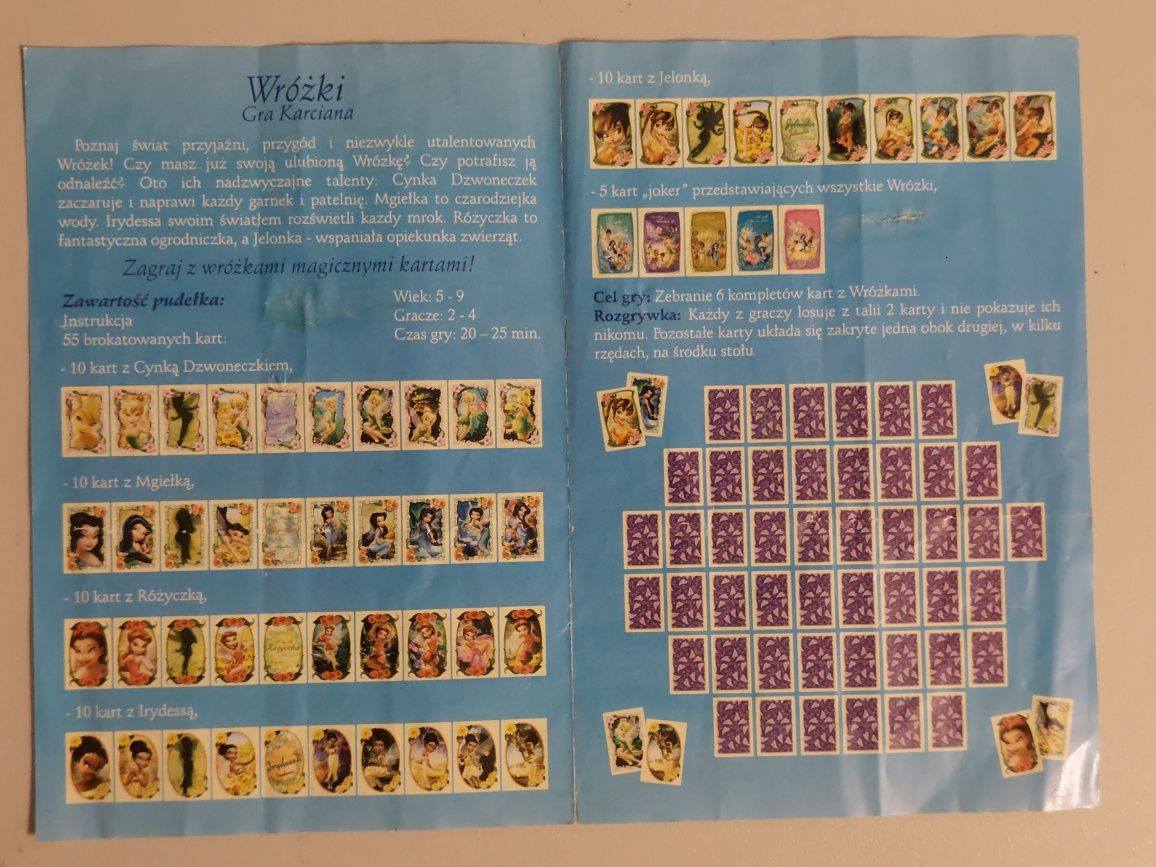 Wróżki
Gra Karciana
Poznaj świat przyjaźni, przygód i niezwykle utalentowanych
Wróżek! Czy masz już swoją ulubioną Wróżkę? Czy potrafisz ją
odnaleźć? Oto ich nadzwyczajne talenty: Cynka Dzwoneczek
zaczaruje i naprawi każdy garnek i patelnię. Mgiełka to czarodziejka
wody. Irydessa swoim światłem rozświetli każdy mrok. Różyczka to
fantastyczna ogrodniczka, a Jelonka - wspaniała opiekunka zwierząt.
Zagraj z wróżkami magicznymi kartami!
Zawartość pudełka:
Instrukcja
55 brokatowanych kart:
Wiek: 5 - 9
Gracze: 2 - 4
Czas gry: 20 – 25 min.
- 10 kart z Cynką Dzwoneczkiem,
- 10 kart z Mgiełką,
- 10 kart z Różyczką,
- 10 kart z Irydessą,
- 10 kart z Jelonką,
- 5 kart „joker” przedstawiających wszystkie Wróżki,
Cel gry: Zebranie 6 kompletów kart z Wróżkami.
Rozgrywka: Każdy z graczy losuje z talii 2 karty i nie pokazuje ich
nikomu. Pozostałe karty układa się zakryte jedna obok drugiej, w kilku
rzędach, na środku stołu.